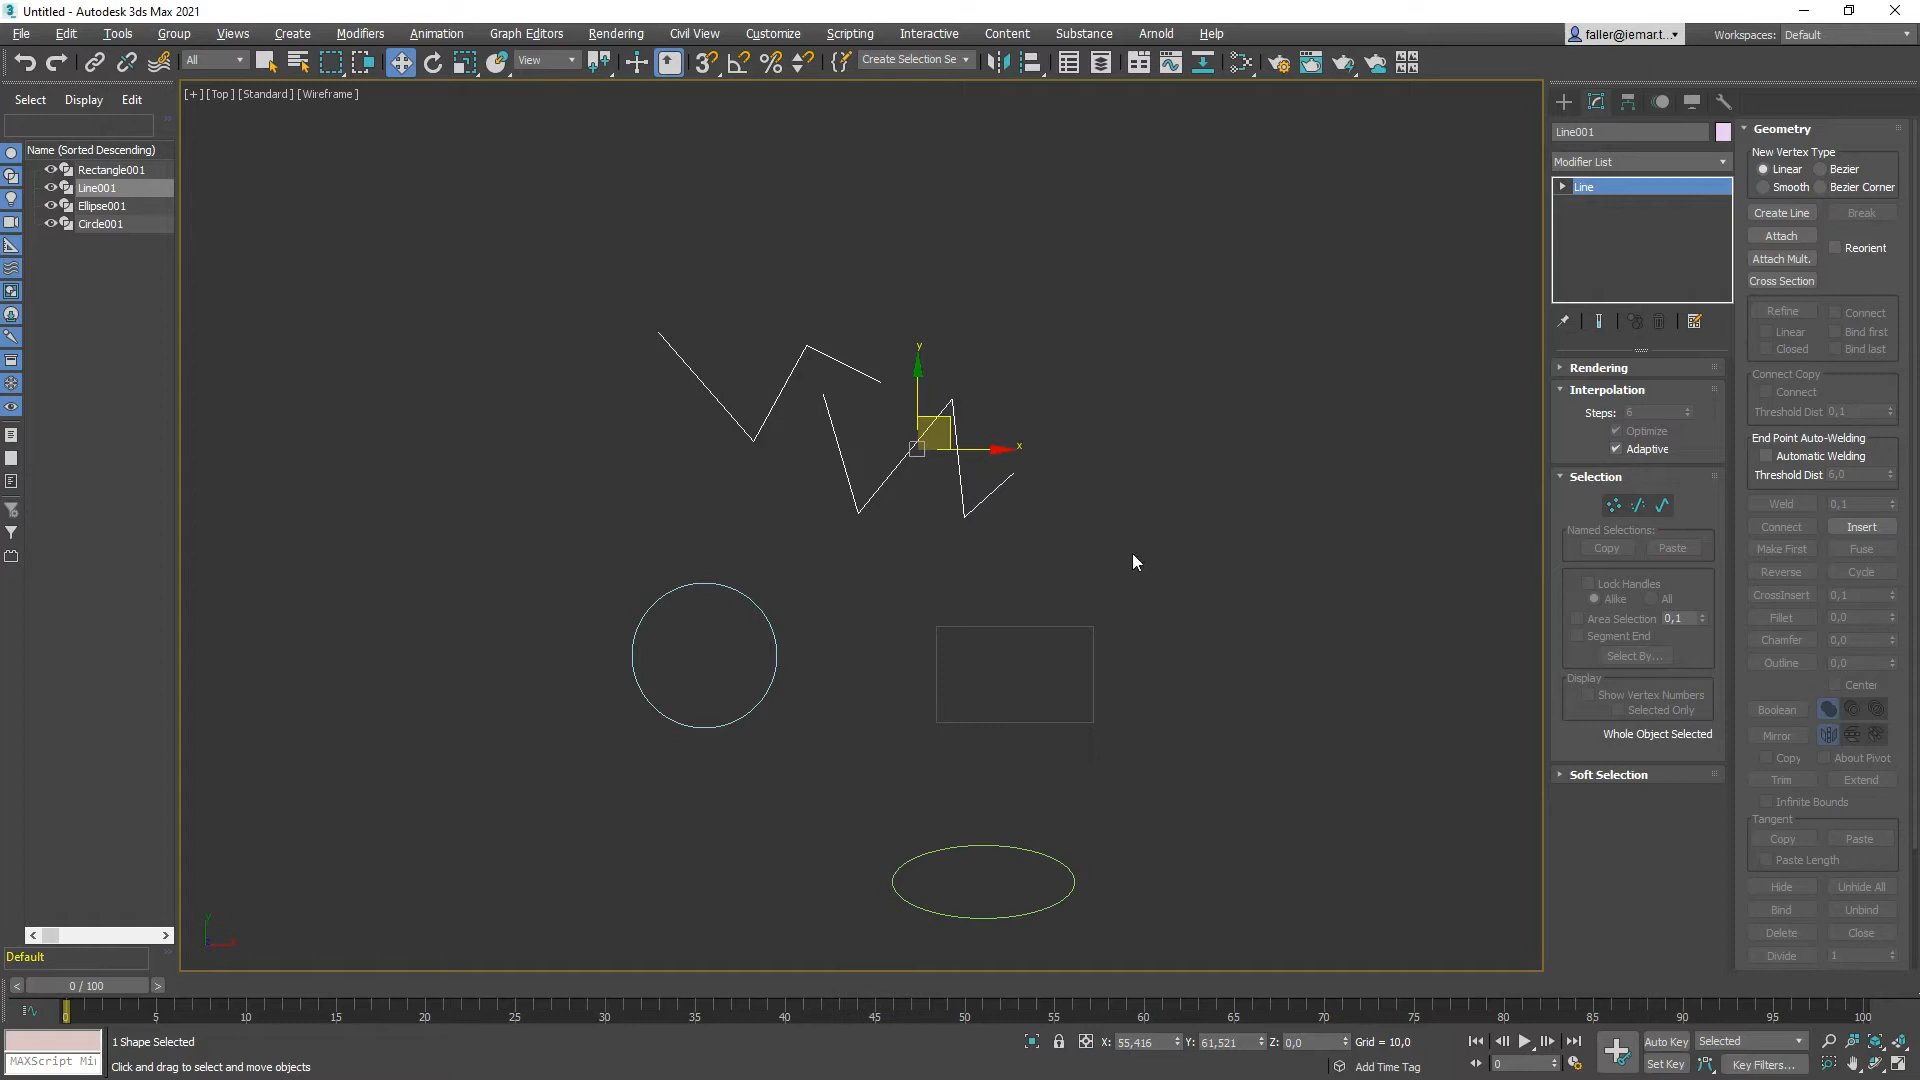 Untitled - Autodesk 3ds Max 2021
File Edit Tools Group Views Create Modifiers Animation Graph Editors Rendering Civil View Customize Scripting Interactive Content Substance Arnold Help
faller@iemar.t... Workspaces: Default
All View Create Selection Se
Select Display Edit
[+] [Top] [Standard] [Wireframe]
Name (Sorted Descending)
Rectangle001
Line001
Ellipse001
Circle001
Line001
Modifier List
Line
Rendering
Interpolation
Steps: 6
Optimize
Adaptive
Selection
Named Selections:
Copy Paste
Lock Handles
Alike All
Area Selection 0,1
Segment End
Select By...
Display
Show Vertex Numbers
Selected Only
Whole Object Selected
Soft Selection
Geometry
New Vertex Type
Linear Bezier
Smooth Bezier Corner
Create Line Break
Attach Reorient
Attach Mult.
Cross Section
Refine Connect
Linear Bind first
Closed Bind last
Connect Copy
Connect
Threshold Dist 0,1
End Point Auto-Welding
Automatic Welding
Threshold Dist 6,0
Weld 0,1
Connect Insert
Make First Fuse
Reverse Cycle
CrossInsert 0,1
Fillet 0,0
Chamfer 0,0
Outline 0,0
Center
Boolean
Mirror
Copy About Pivot
Trim Extend
Infinite Bounds
Tangent
Copy Paste
Paste Length
Hide Unhide All
Bind Unbind
Delete Close
Divide 1
y
x
Default
< 0 / 100 >
0 5 10 15 20 25 30 35 40 45 50 55 60 65 70 75 80 85 90 95 100
1 Shape Selected X: 55,416 Y: 61,521 Z: 0,0 Grid = 10,0 Auto Key Selected
MAXScript Mi Click and drag to select and move objects Add Time Tag 0 Set Key Key Filters...